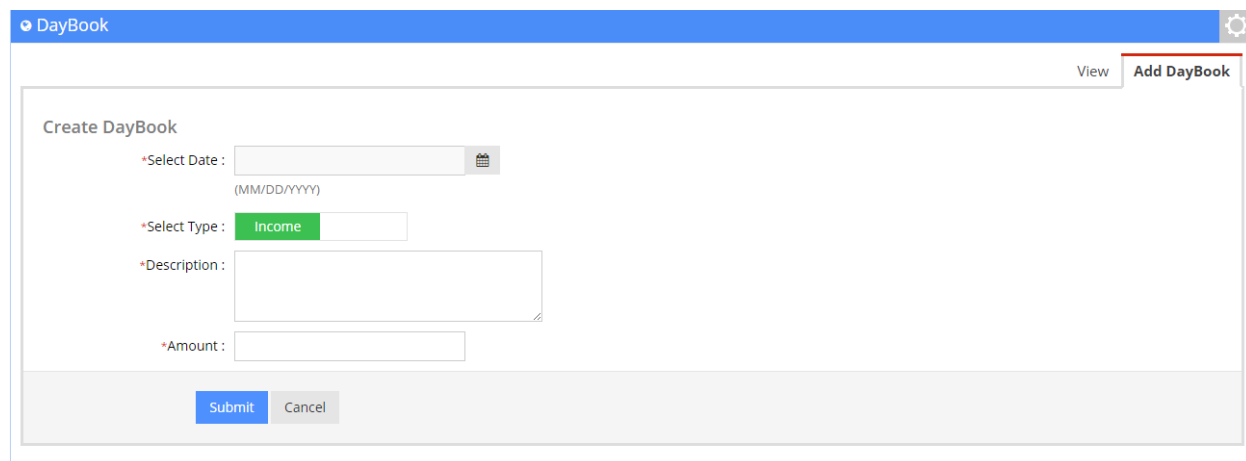 DayBook
View Add DayBook
Create DayBook
*Select Date :
(MM/DD/YYYY)
*Select Type : Income
*Description :
*Amount :
Submit Cancel